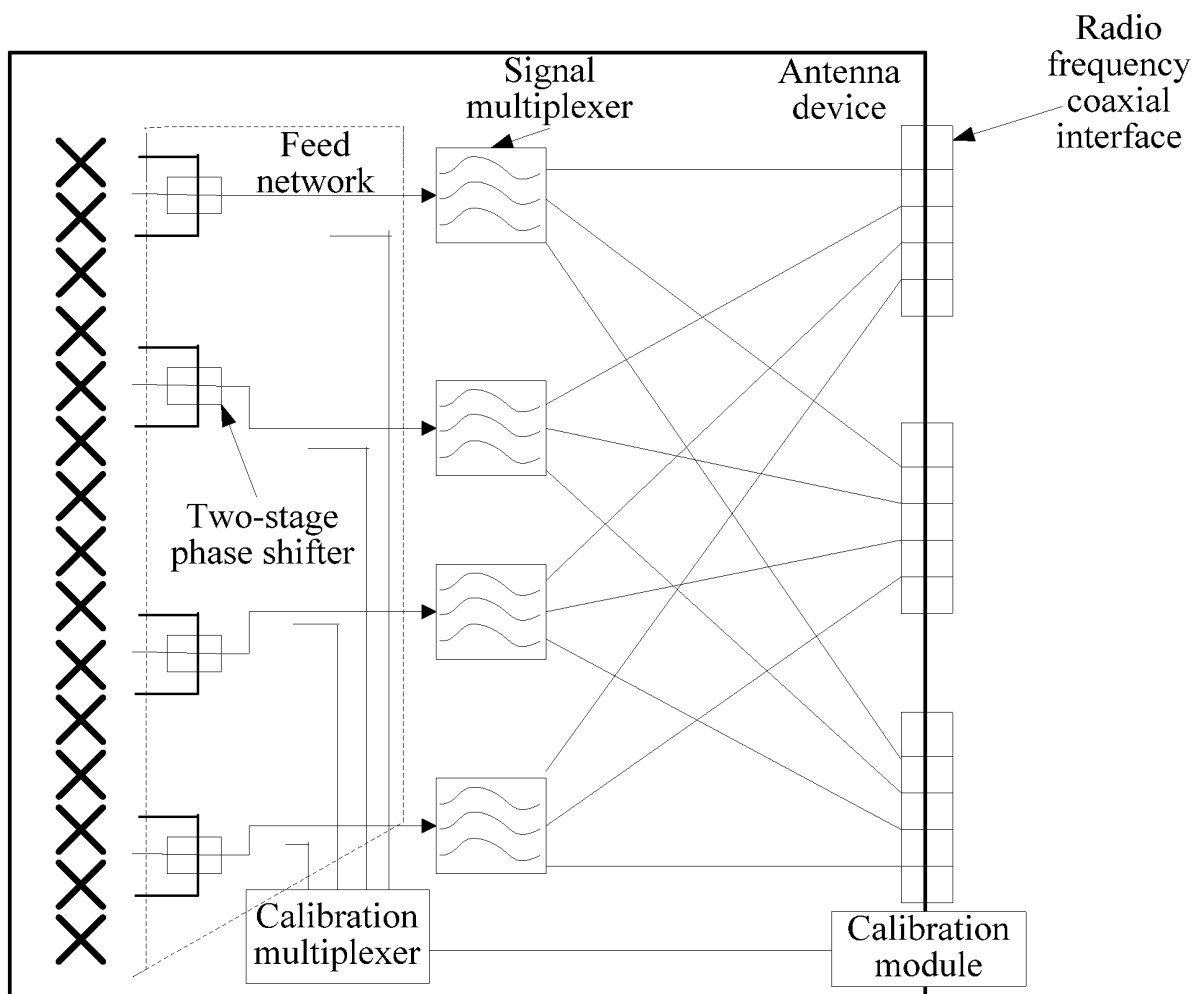 Radio
frequency
coaxial
interface
Signal
multiplexer
Antenna
device
Feed
network
Two-stage
phase shifter
Calibration
multiplexer
Calibration
module